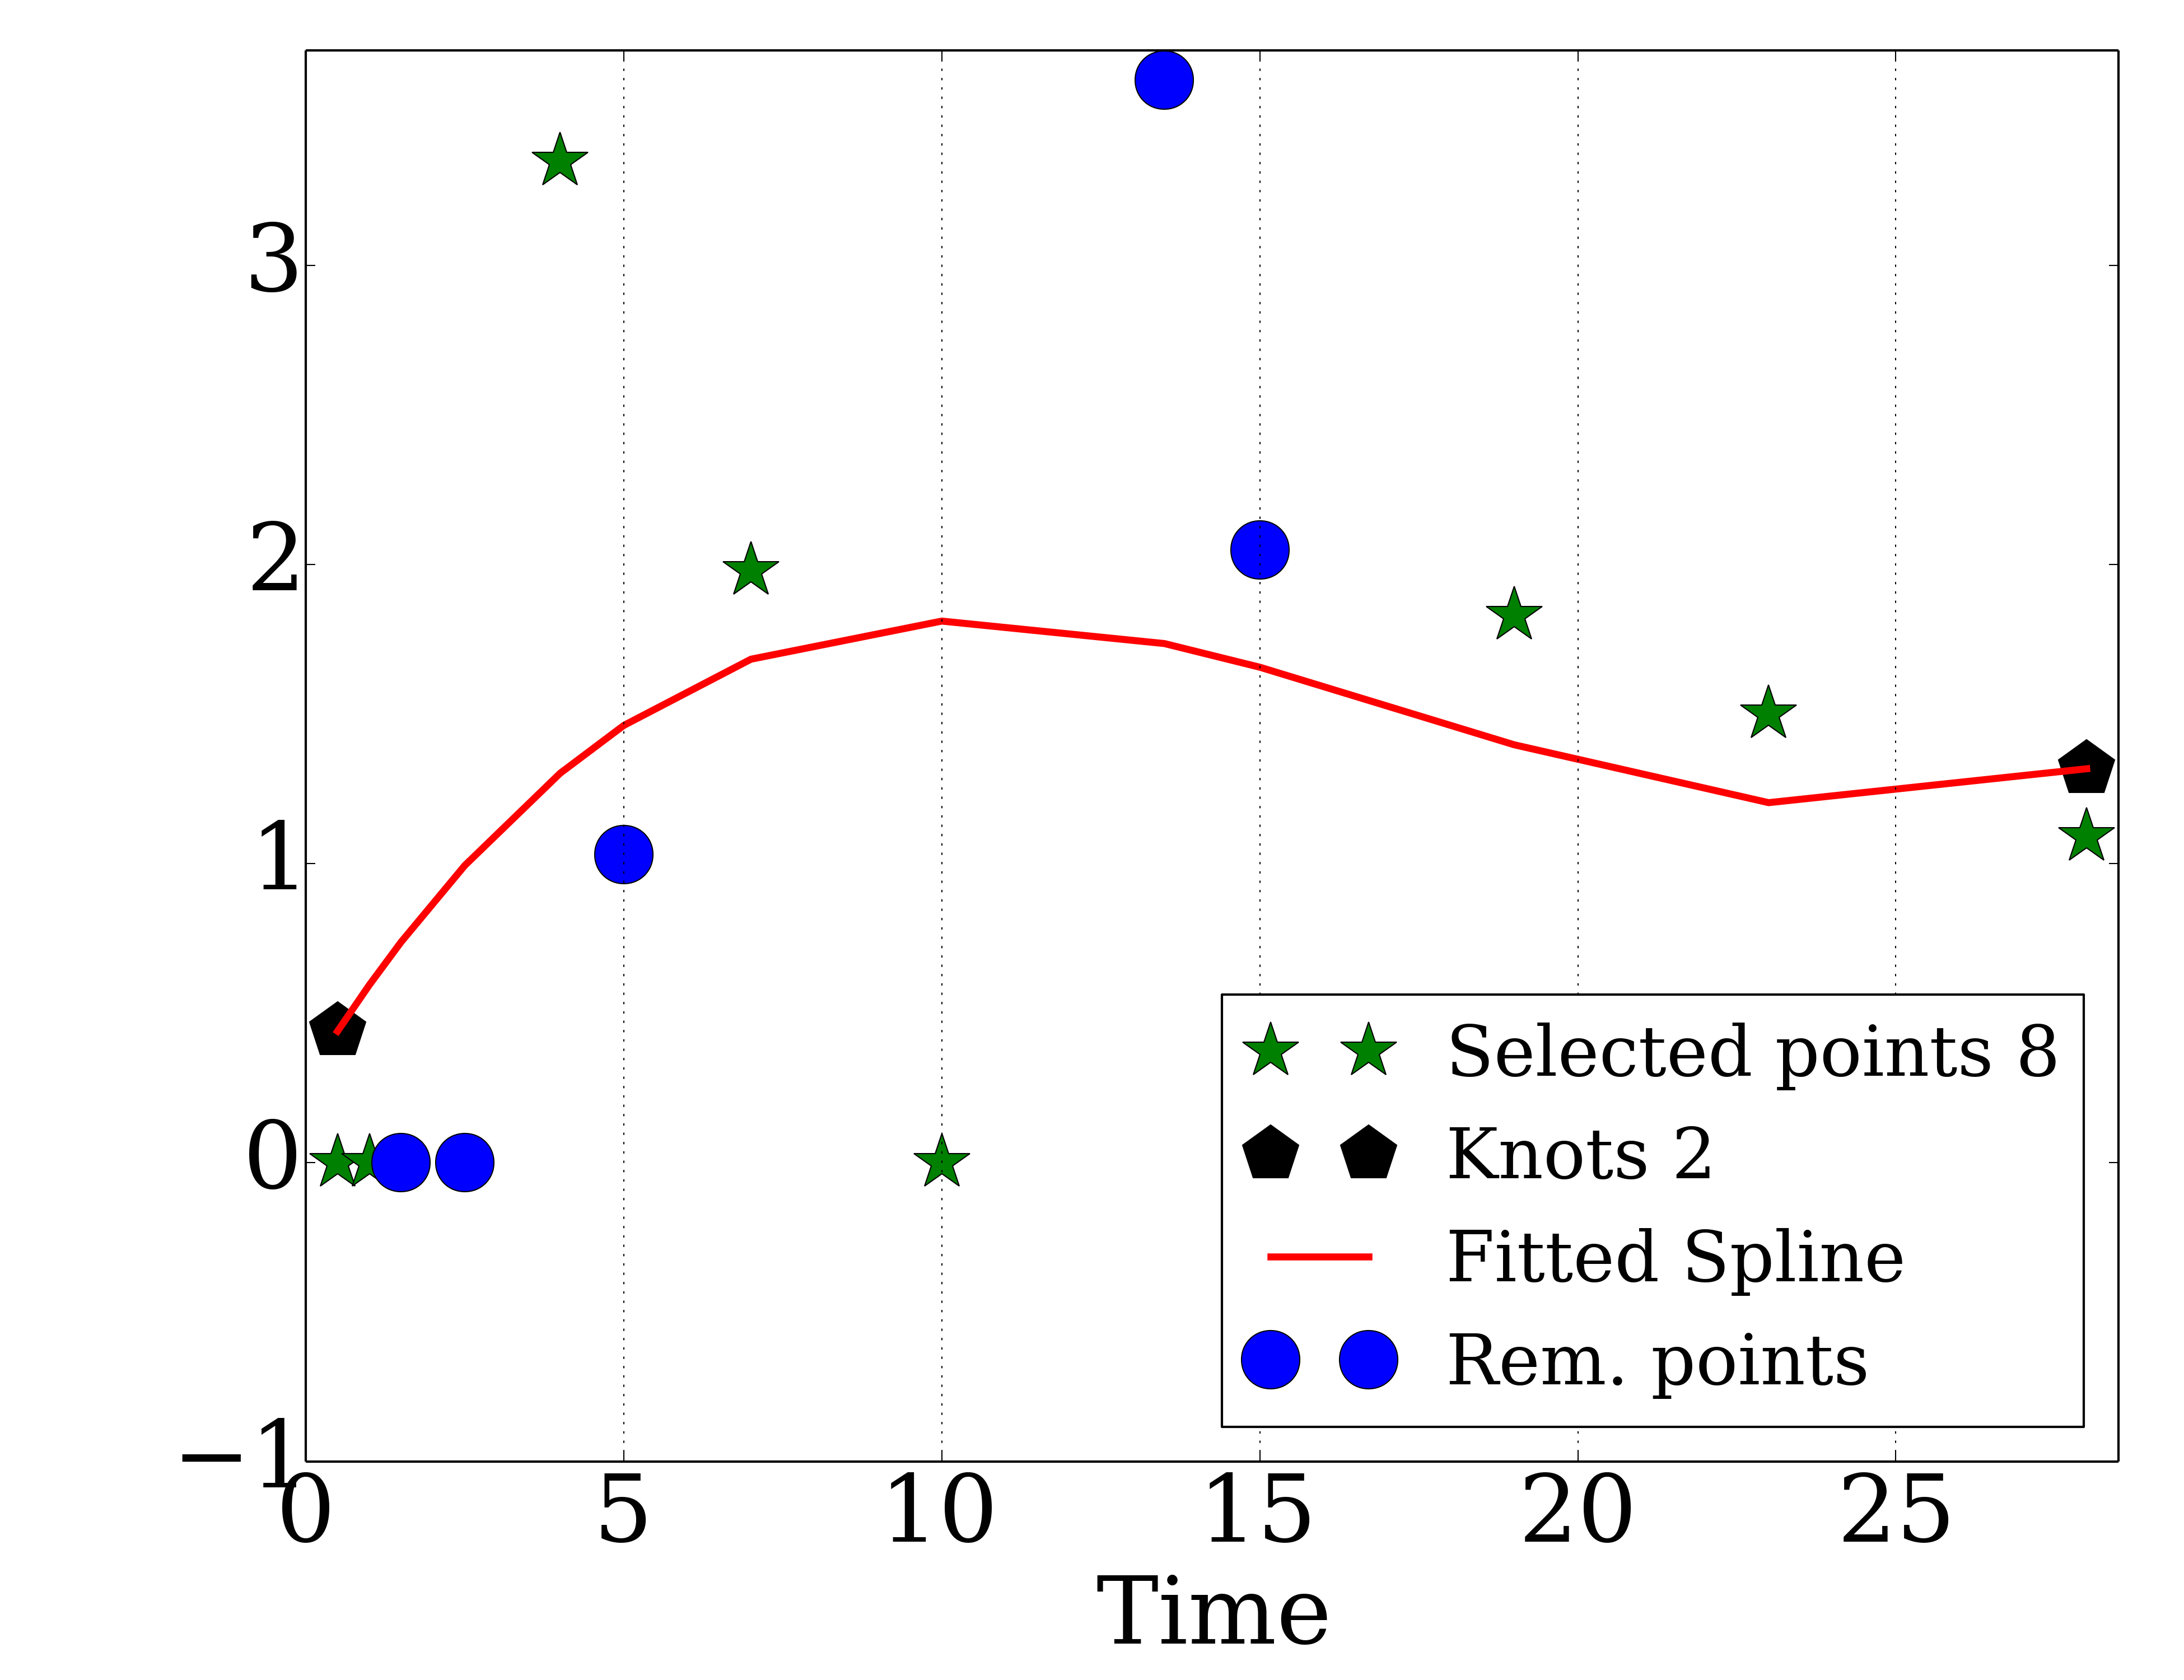 3
2
1
0
−1
0 5 10 15 20 25
Time
Selected points 8
Knots 2
Fitted Spline
Rem. points